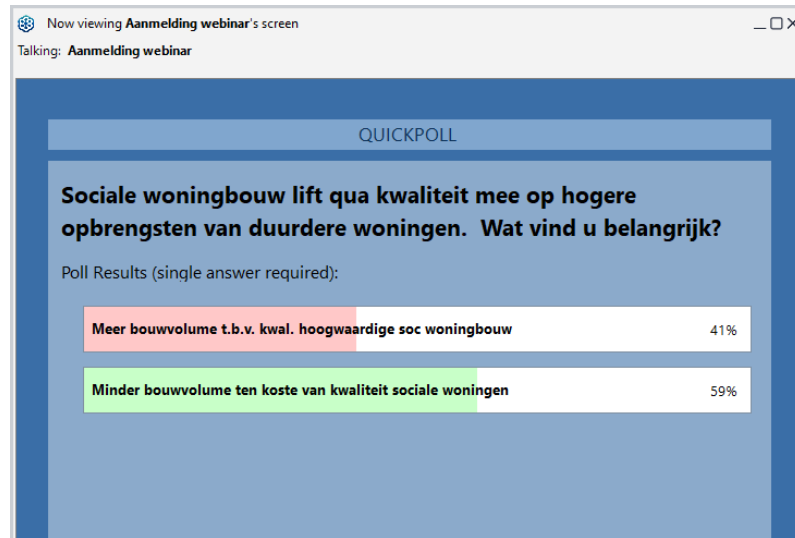 Now viewing Aanmelding webinar's screen
Talking: Aanmelding webinar
QUICKPOLL
Sociale woningbouw lift qua kwaliteit mee op hogere
opbrengsten van duurdere woningen.  Wat vind u belangrijk?
Poll Results (single answer required):
Meer bouwvolume t.b.v. kwal. hoogwaardige soc woningbouw 41%
Minder bouwvolume ten koste van kwaliteit sociale woningen 59%